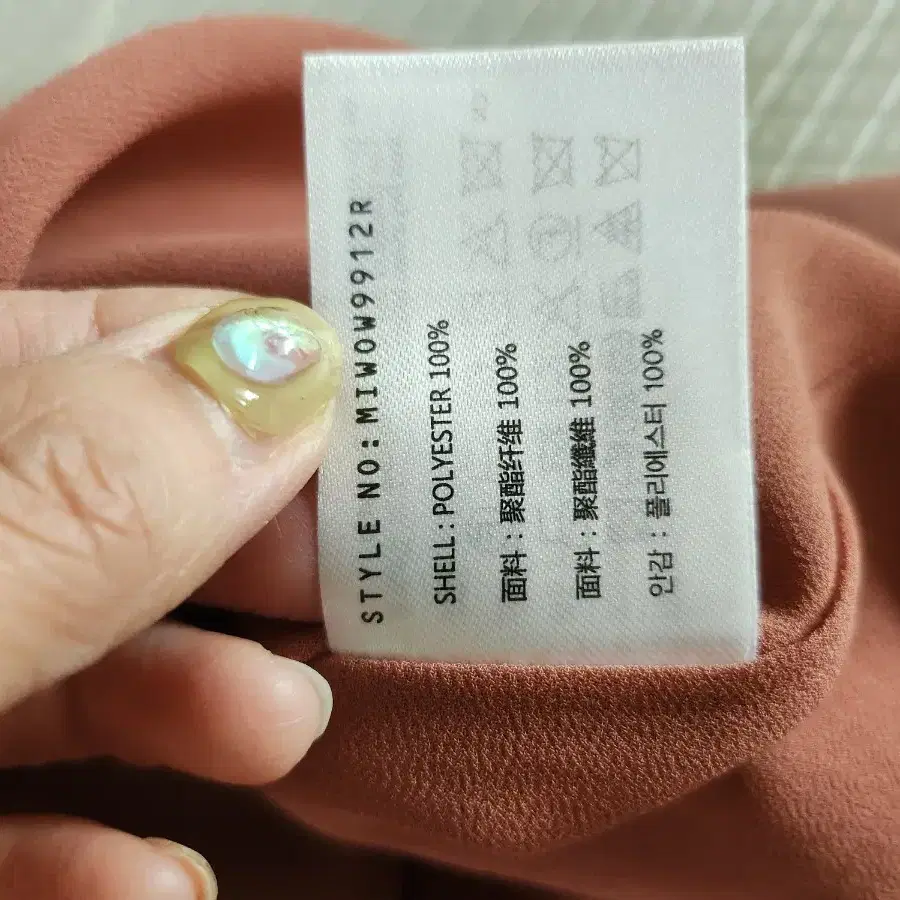 STYLE NO: MIWOW9912R
SHELL : POLYESTER 100%
面料 : 聚酯纤维 100%
面料 : 聚酯纖維 100%
안감 : 폴리에스터 100%